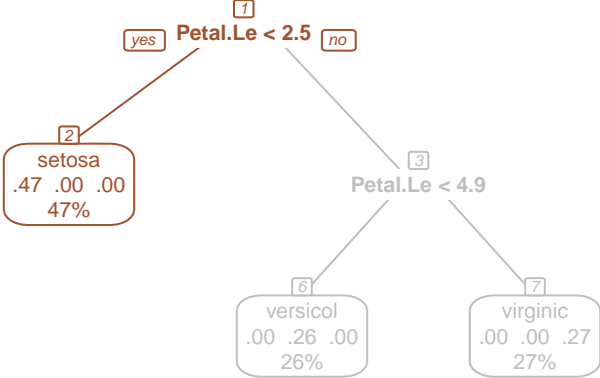 1
yes Petal.Le < 2.5 no
2
setosa
.47 .00 .00
47%
3
Petal.Le < 4.9
6
versicol
.00 .26 .00
26%
7
virginic
.00 .00 .27
27%